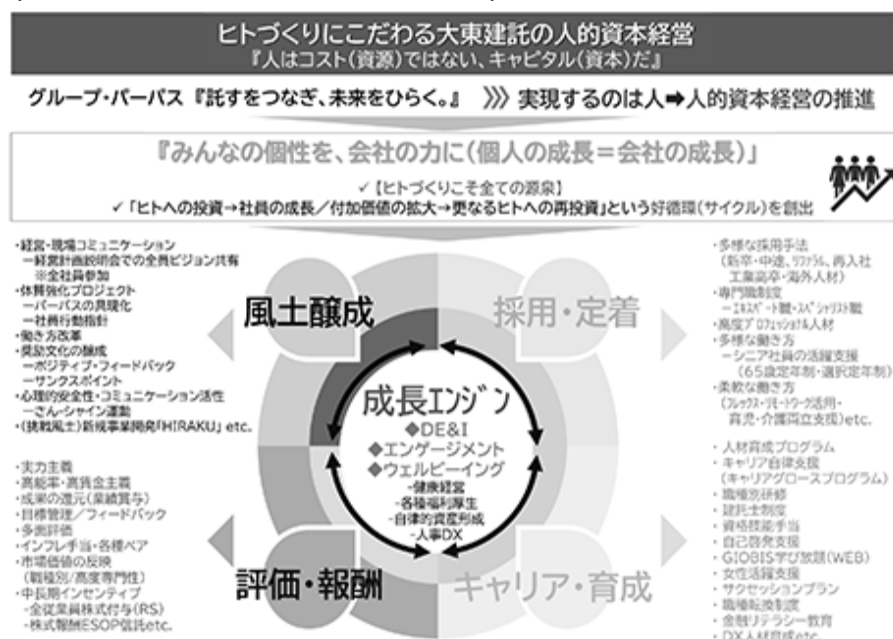 ヒトづくりにこだわる大東建託の人的資本経営
『人はコスト(資源)ではない、キャピタル(資本)だ』
グループ・パーパス『託すをつなぎ、未来をひらく。』 》》実現するのは人➡人的資本経営の推進
『みんなの個性を、会社の力に(個人の成長=会社の成長)」
✓【ヒトづくりこそ全ての源泉】
✓「ヒトへの投資→社員の成長/付加価値の拡大→更なるヒトへの再投資」という好循環(サイクル)を創出
・経営・現場コミュニケーション
ー経営計画説明会での全員ビジョン共有
※全社員参加
・体質強化プロジェクト
ーパーパスの具現化
ー社員行動指針
・働き方改革
・奨励文化の醸成
ーポジティブ・フィードバック
ーサンクスポイント
・心理的安全性・コミュニケーション活性
ーさん-シャイン運動
・(挑戦風土)新規事業開発「HIRAKU」 etc.
風土醸成
採用・定着
・多様な採用手法
(新卒・中途、リファラル、再入社
工業高卒・海外人材)
・専門職制度
ーエキスパート職・スペシャリスト職
・高度プロフェッショナル人材
・多様な働き方
ーシニア社員の活躍支援
(65歳定年制・選択定年制)
・柔軟な働き方
(フレックス・リモートワーク活用・
育児・介護両立支援)etc.
成長エンジン
◆DE&I
◆エンゲージメント
◆ウェルビーイング
-健康経営
-各種福利厚生
-自律的資産形成
-人事DX
・実力主義
・高能率・高賃金主義
・成果の還元(業績賞与)
・目標管理/フィードバック
・多面評価
・インフレ手当・各種ベア
・市場価値の反映
(職種別/高度専門性)
・中長期インセンティブ
-全従業員株式付与(RS)
-株式報酬ESOP信託etc.
評価・報酬
キャリア・育成
・人材育成プログラム
・キャリア自律支援
(キャリアグロースプログラム)
・職種別研修
・建託士制度
・資格技能手当
・自己啓発支援
・GIOBIS学び放題(WEB)
・女性活躍支援
・サクセッションプラン
・職種転換制度
・金融リテラシー教育
・DX人材育成etc.